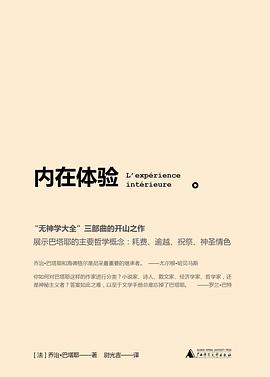 内在体验
L'expérience
intérieure
“无神学大全”三部曲的开山之作
展示巴塔耶的主要哲学概念：耗费、逾越、祝祭、神圣情色
乔治•巴塔耶和海德格尔是尼采最重要的继承者。 ——尤尔根•哈贝马斯
你如何对巴塔耶这样的作家进行分类？小说家、诗人、散文家、经济学家、哲学家，还
是神秘主义者？答案如此之难，以至于文学手册总是忘掉了巴塔耶。 ——罗兰•巴特
［法］乔治•巴塔耶——著 尉光吉——译
广西师范大学出版社